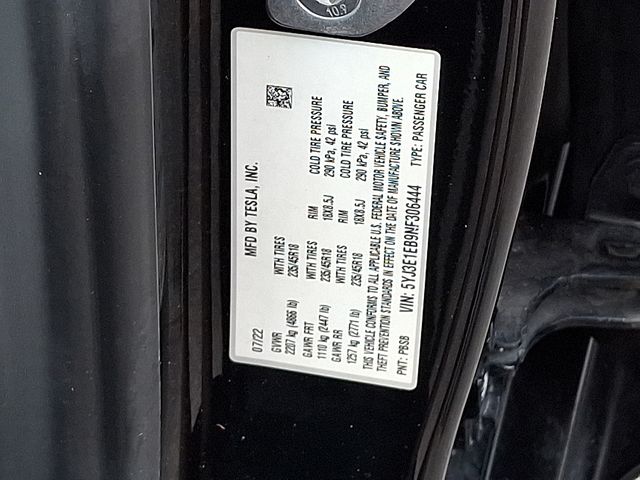 10.9
07/22 MFD BY TESLA, INC.
GVWR WITH TIRES RIM COLD TIRE PRESSURE
2207 kg (4866 lb) 235/45R18 18X8.5J 290 kPa, 42 psi
GAWR FRT WITH TIRES RIM COLD TIRE PRESSURE
1110 kg (2447 lb) 235/45R18 18X8.5J 290 kPa, 42 psi
GAWR RR
1257 kg (2771 lb)
THIS VEHICLE CONFORMS TO ALL APPLICABLE U.S. FEDERAL MOTOR VEHICLE SAFETY, BUMPER, AND
THEFT PREVENTION STANDARDS IN EFFECT ON THE DATE OF MANUFACTURE SHOWN ABOVE.
PNT: PBSB VIN: 5YJ3E1EB9NF306444 TYPE: PASSENGER CAR